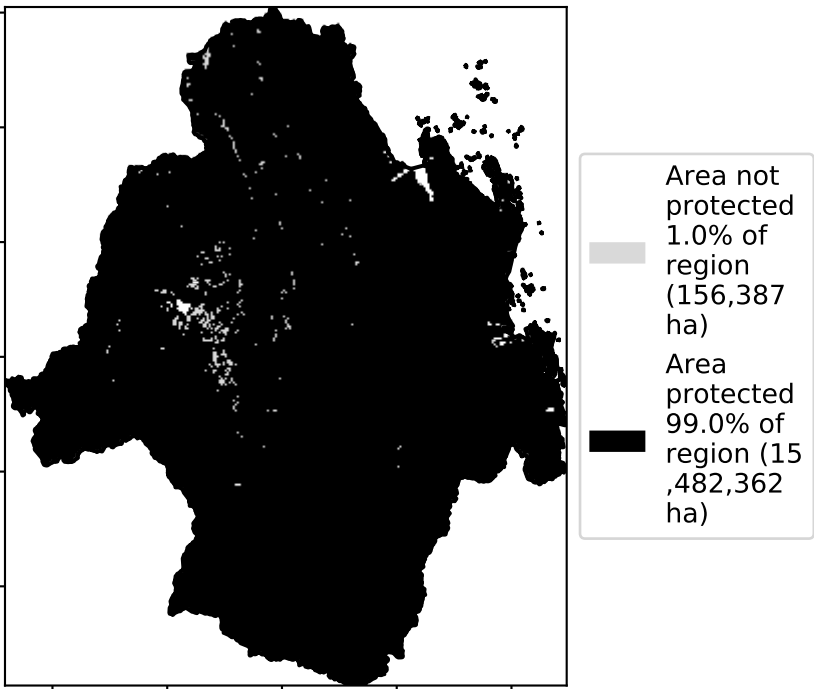 Area not
protected
1.0% of
region
(156,387
ha)
Area
protected
99.0% of
region (15
,482,362
ha)